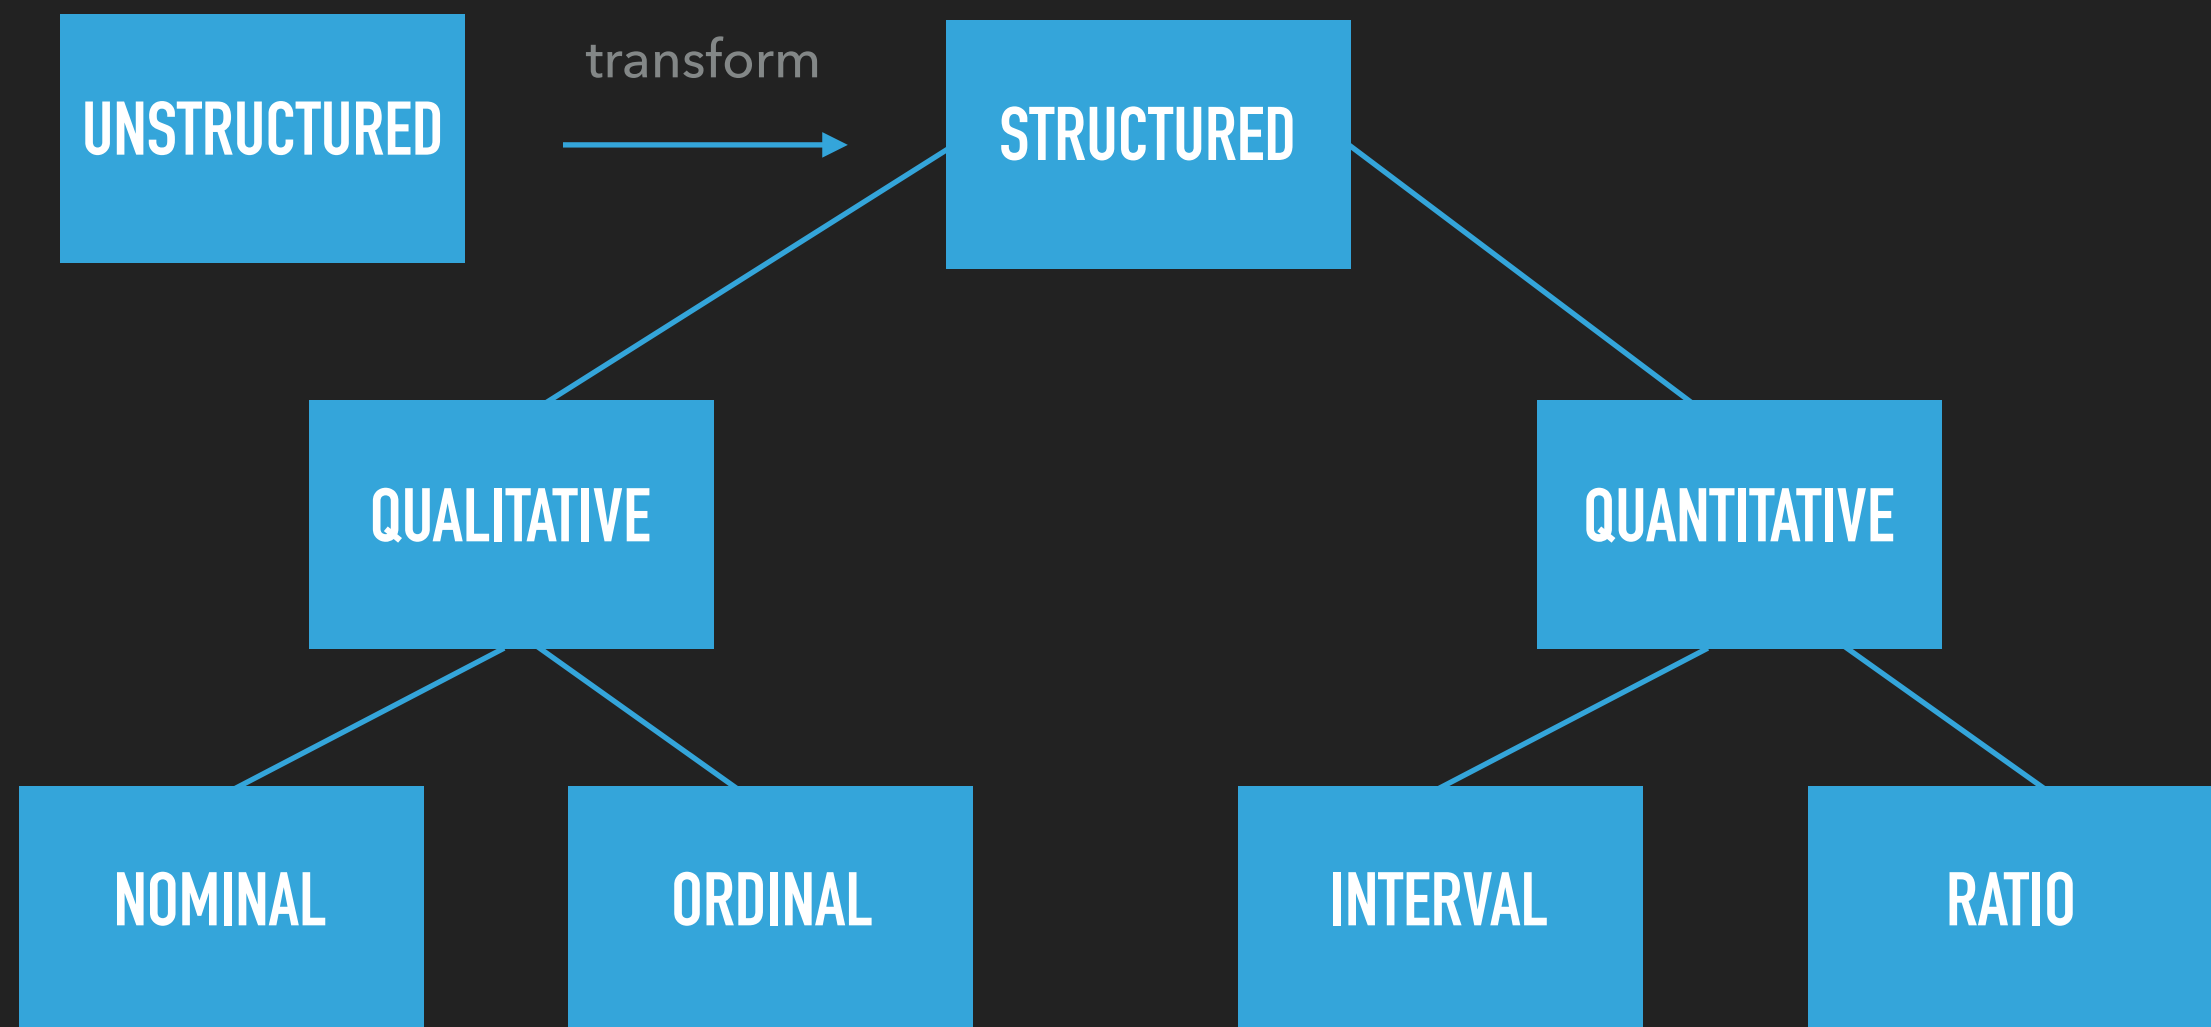 UNSTRUCTURED
transform
STRUCTURED
QUALITATIVE
QUANTITATIVE
NOMINAL
ORDINAL
INTERVAL
RATIO